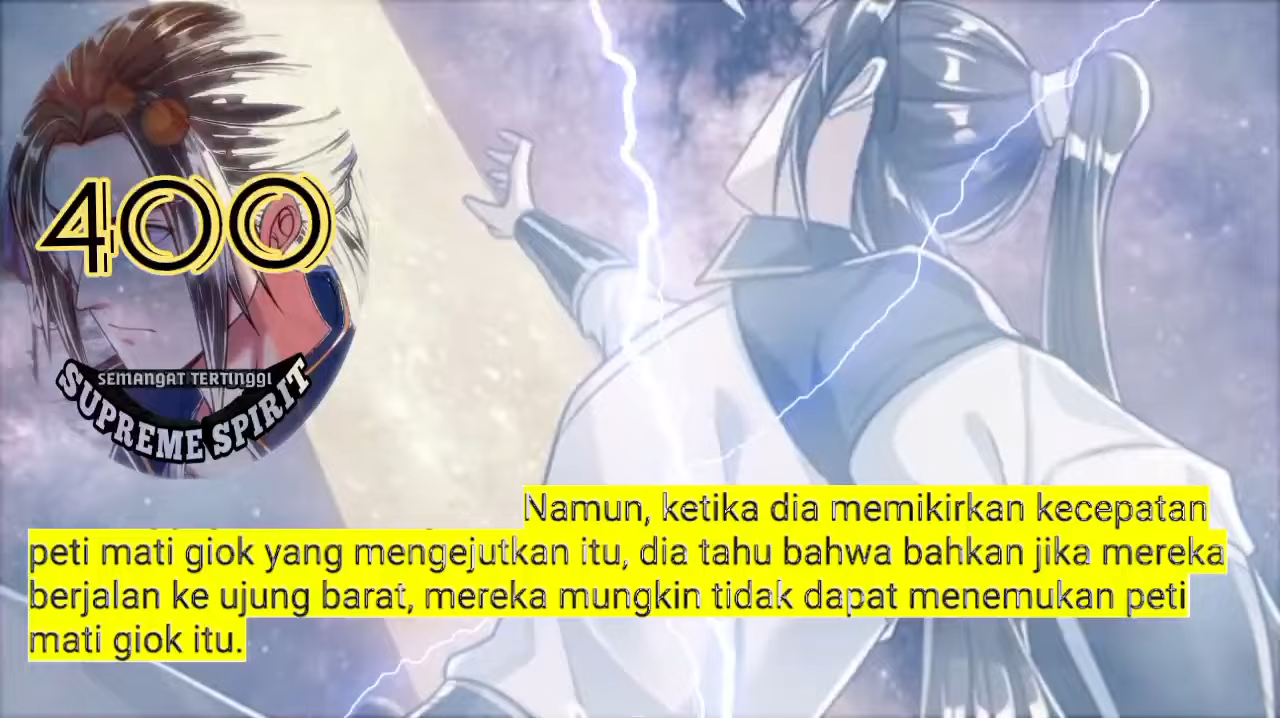 400
SEMANGAT TERTINGGI
SUPREME SPIRIT
Namun, ketika dia memikirkan kecepatan
peti mati giok yang mengejutkan itu, dia tahu bahwa bahkan jika mereka
berjalan ke ujung barat, mereka mungkin tidak dapat menemukan peti
mati giok itu.